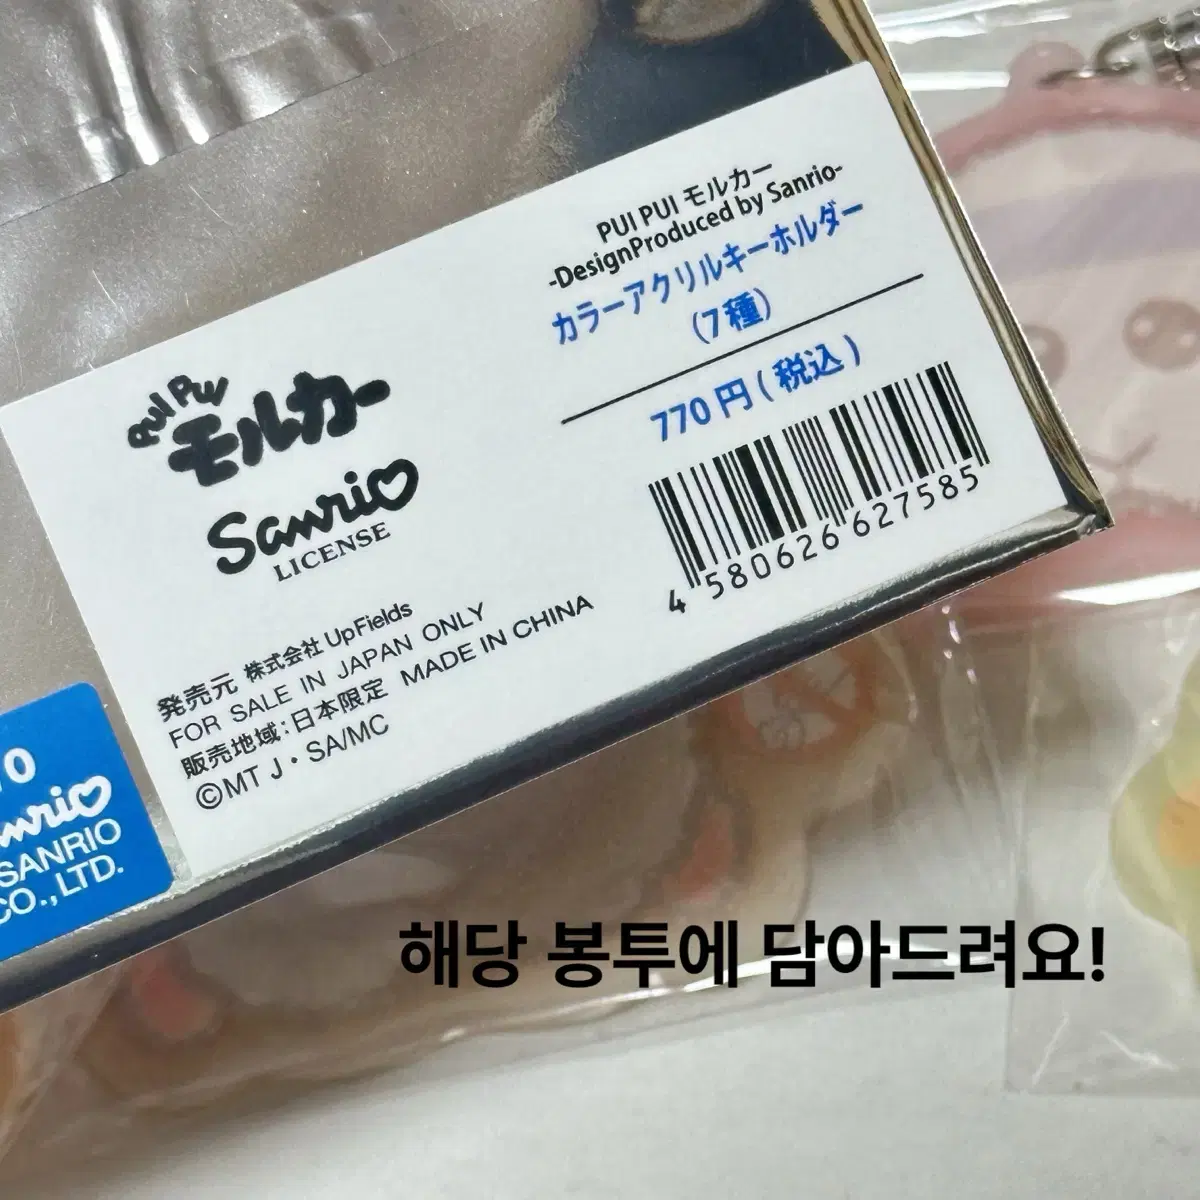 PUI PUI モルカー
-DesignProduced by Sanrio-
カラーアクリルキーホルダー
(7種)
770円(税込)
4 580626 627585
PUI PUI
モルカー
Sanrio
LICENSE
発売元 株式会社 UpFields
FOR SALE IN JAPAN ONLY
販売地域:日本限定 MADE IN CHINA
©MT J・SA/MC
SANRIO
CO.,LTD.
해당 봉투에 담아드려요!